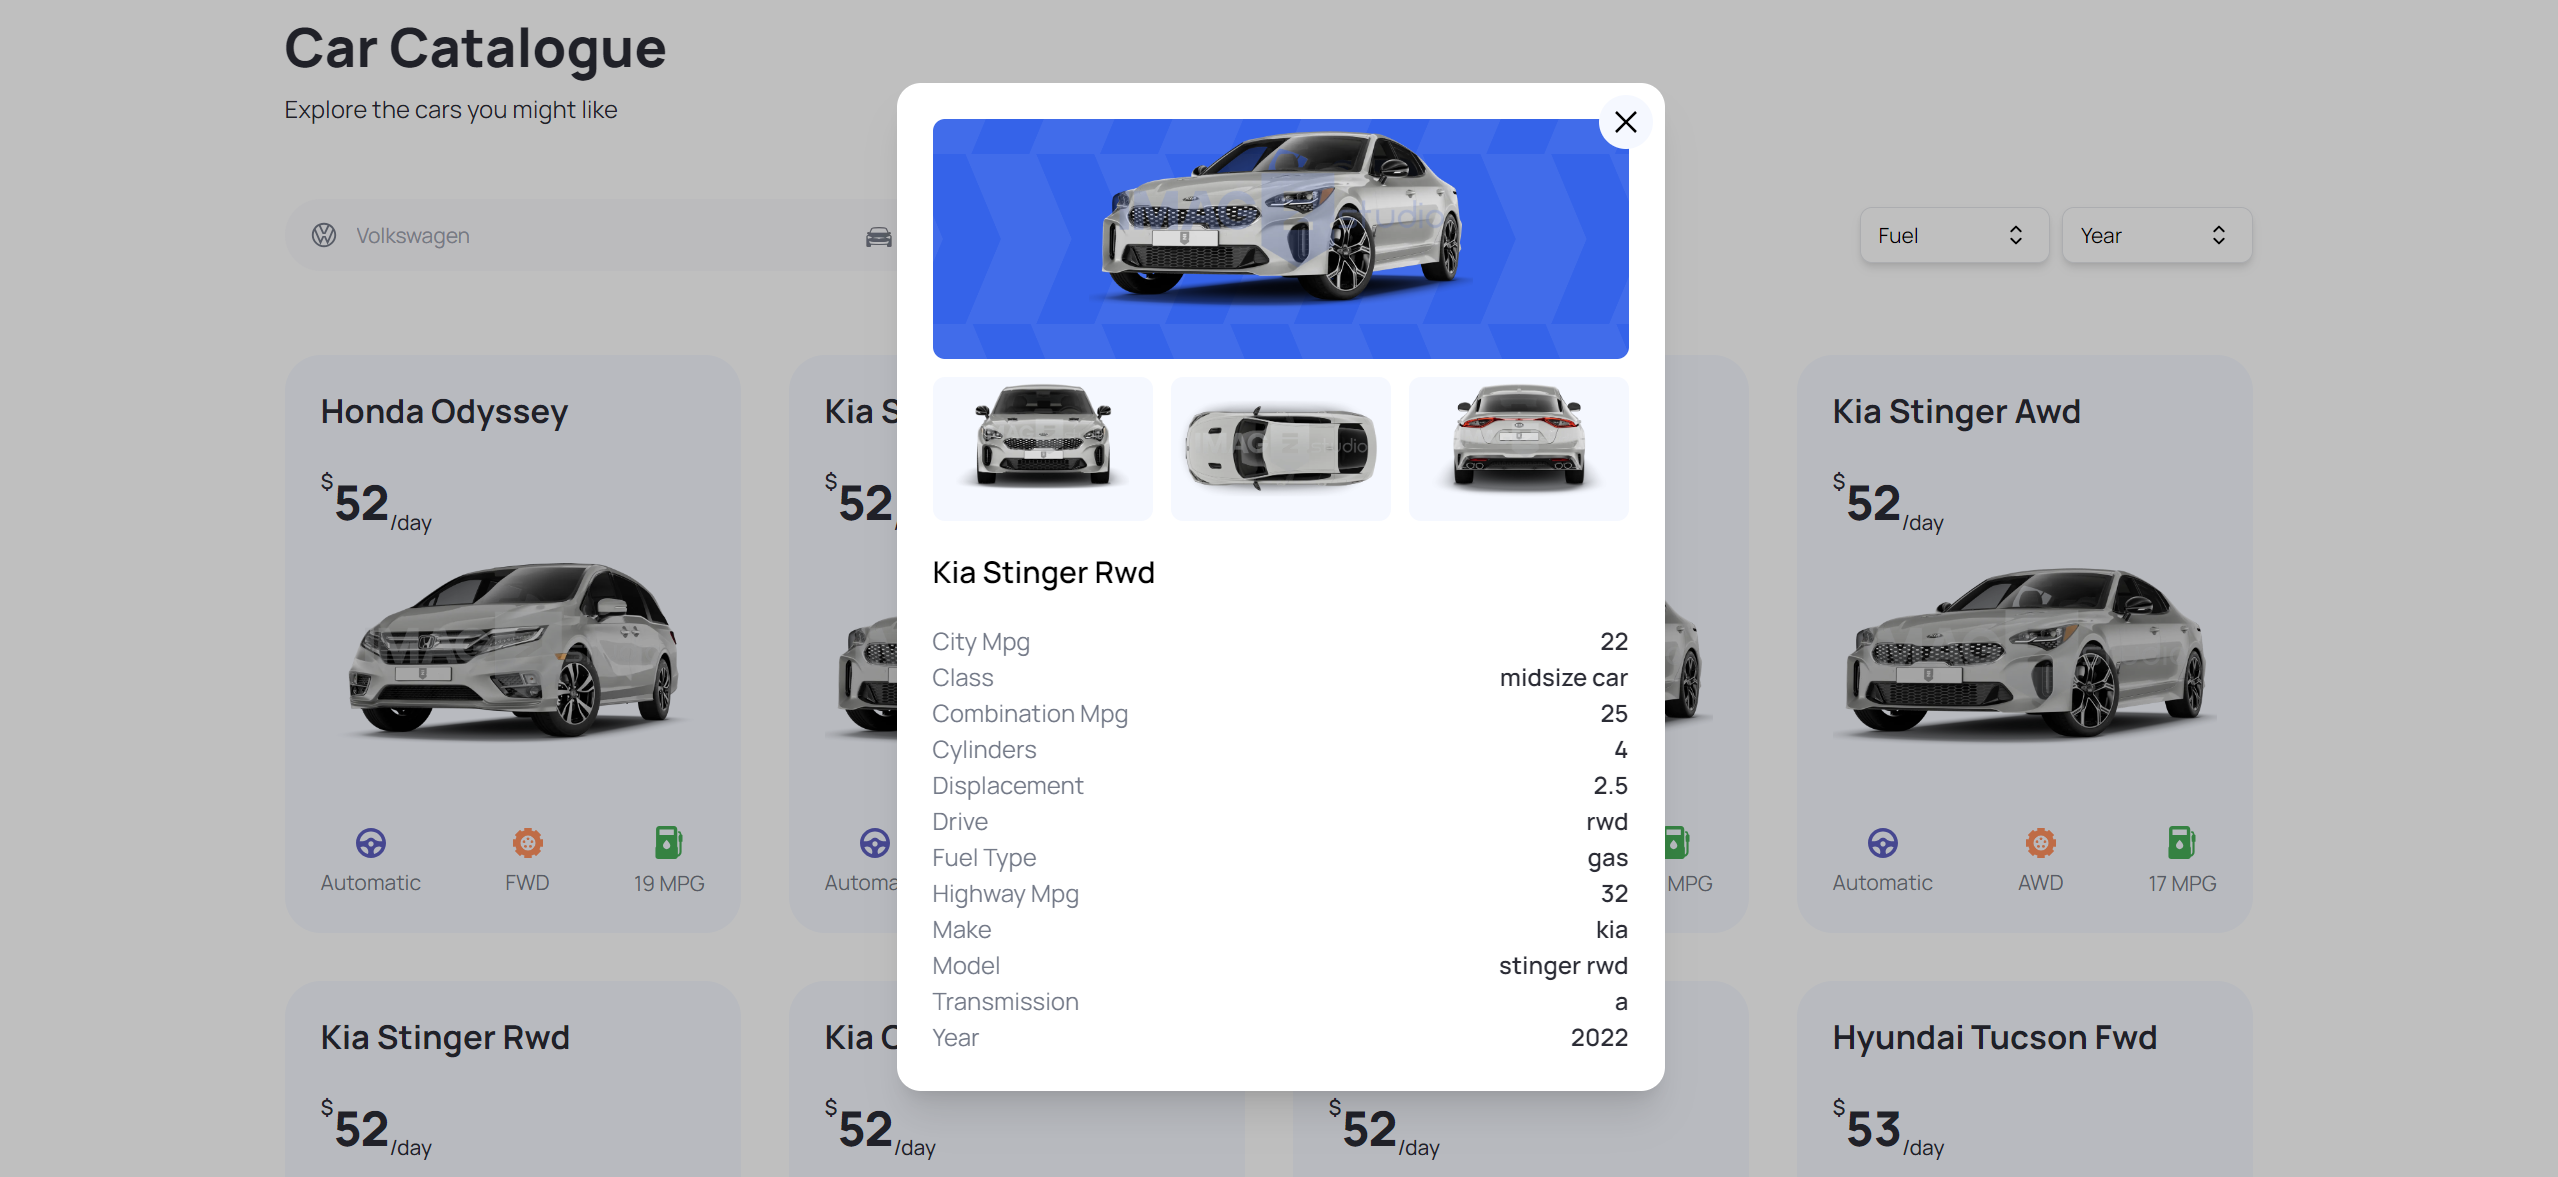 Car Catalogue
Explore the cars you might like
Volkswagen
Fuel
Year
Honda Odyssey
$52/day
Automatic
FWD
19 MPG
Kia S
$52
Automa
MPG
Kia Stinger Awd
$52/day
Automatic
AWD
17 MPG
Kia Stinger Rwd
$52/day
Kia
$52/day
$52/day
Hyundai Tucson Fwd
$53/day
Kia Stinger Rwd
City Mpg 22
Class midsize car
Combination Mpg 25
Cylinders 4
Displacement 2.5
Drive rwd
Fuel Type gas
Highway Mpg 32
Make kia
Model stinger rwd
Transmission a
Year 2022